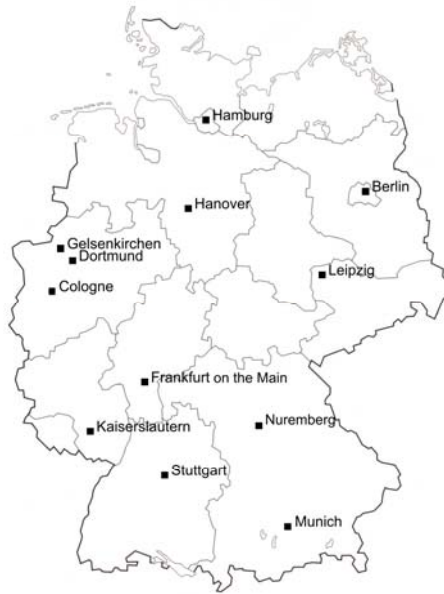 Hamburg
Berlin
Hanover
Gelsenkirchen
Dortmund
Leipzig
Cologne
Frankfurt on the Main
Nuremberg
Kaiserslautern
Stuttgart
Munich